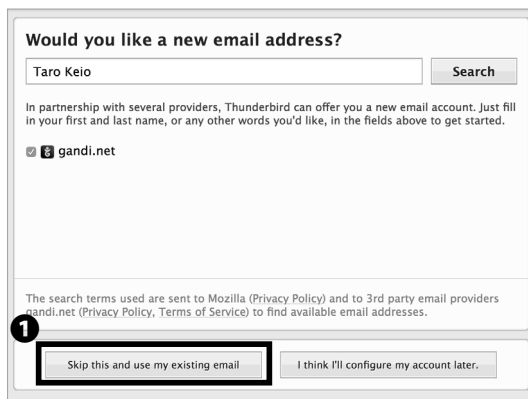 Would you like a new email address?
Taro Keio
Search
In partnership with several providers, Thunderbird can offer you a new email account. Just fill
in your first and last name, or any other words you'd like, in the fields above to get started.
gandi.net
The search terms used are sent to Mozilla (Privacy Policy) and to 3rd party email providers
gandi.net (Privacy Policy, Terms of Service) to find available email addresses.
1
Skip this and use my existing email
I think I'll configure my account later.